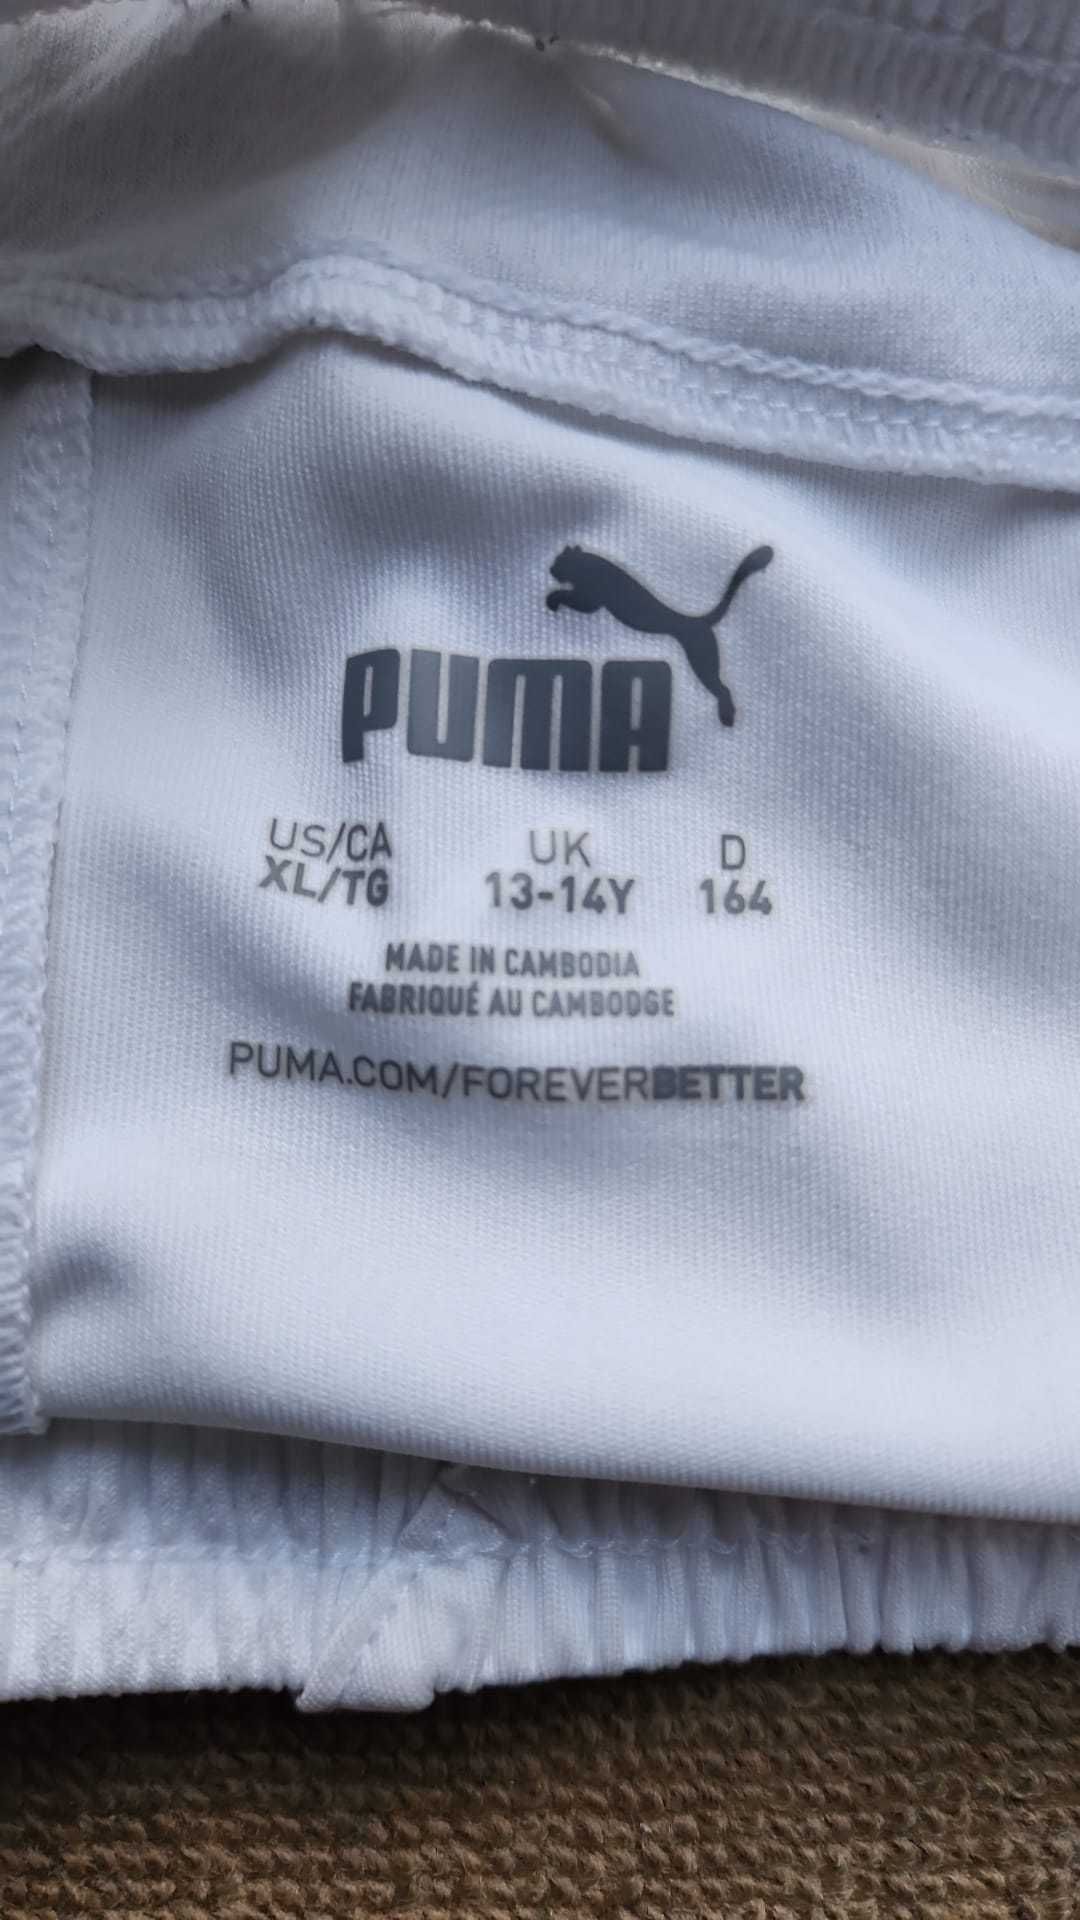 PUMA
US/CA UK D
XL/TG 13-14Y 164
MADE IN CAMBODIA
FABRIQUÉ AU CAMBODGE
PUMA.COM/FOREVERBETTER